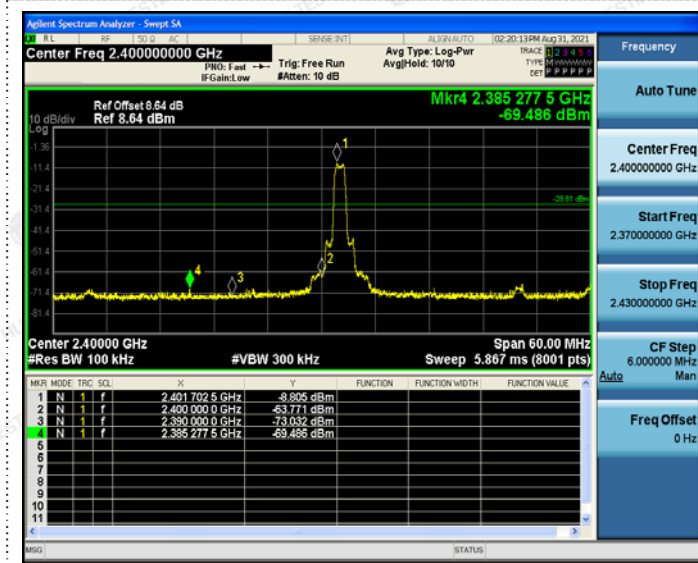 Agilent Spectrum Analyzer - Swept SA
RL RF 50 Ω AC SENSE:INT ALIGN AUTO 02:20:13 PM Aug 31, 2021
Center Freq 2.400000000 GHz
PNO: Fast
IFGain:Low
Trig: Free Run
#Atten: 10 dB
Avg Type: Log-Pwr
Avg|Hold: 10/10
TRACE 1 2 3 4 5 6
TYPE MWWWWW
DET P P P P P P
Mkr4 2.385 277 5 GHz
-69.486 dBm
Ref Offset 8.64 dB
10 dB/div Ref 8.64 dBm
Log
-1.36
-11.4
-21.4
-31.4
-41.4
-51.4
-61.4
-71.4
-81.4
1
-28.81 dBm
2
3
4
Center 2.40000 GHz Span 60.00 MHz
#Res BW 100 kHz #VBW 300 kHz Sweep 5.867 ms (8001 pts)
MKR MODE TRC SCL X Y FUNCTION FUNCTION WIDTH FUNCTION VALUE
1 N 1 f 2.401 702 5 GHz -8.805 dBm
2 N 1 f 2.400 000 0 GHz -63.771 dBm
3 N 1 f 2.390 000 0 GHz -73.032 dBm
4 N 1 f 2.385 277 5 GHz -69.486 dBm
5
6
7
8
9
10
11
MSG STATUS
Frequency
Auto Tune
Center Freq
2.400000000 GHz
Start Freq
2.370000000 GHz
Stop Freq
2.430000000 GHz
CF Step
6.000000 MHz
Auto Man
Freq Offset
0 Hz